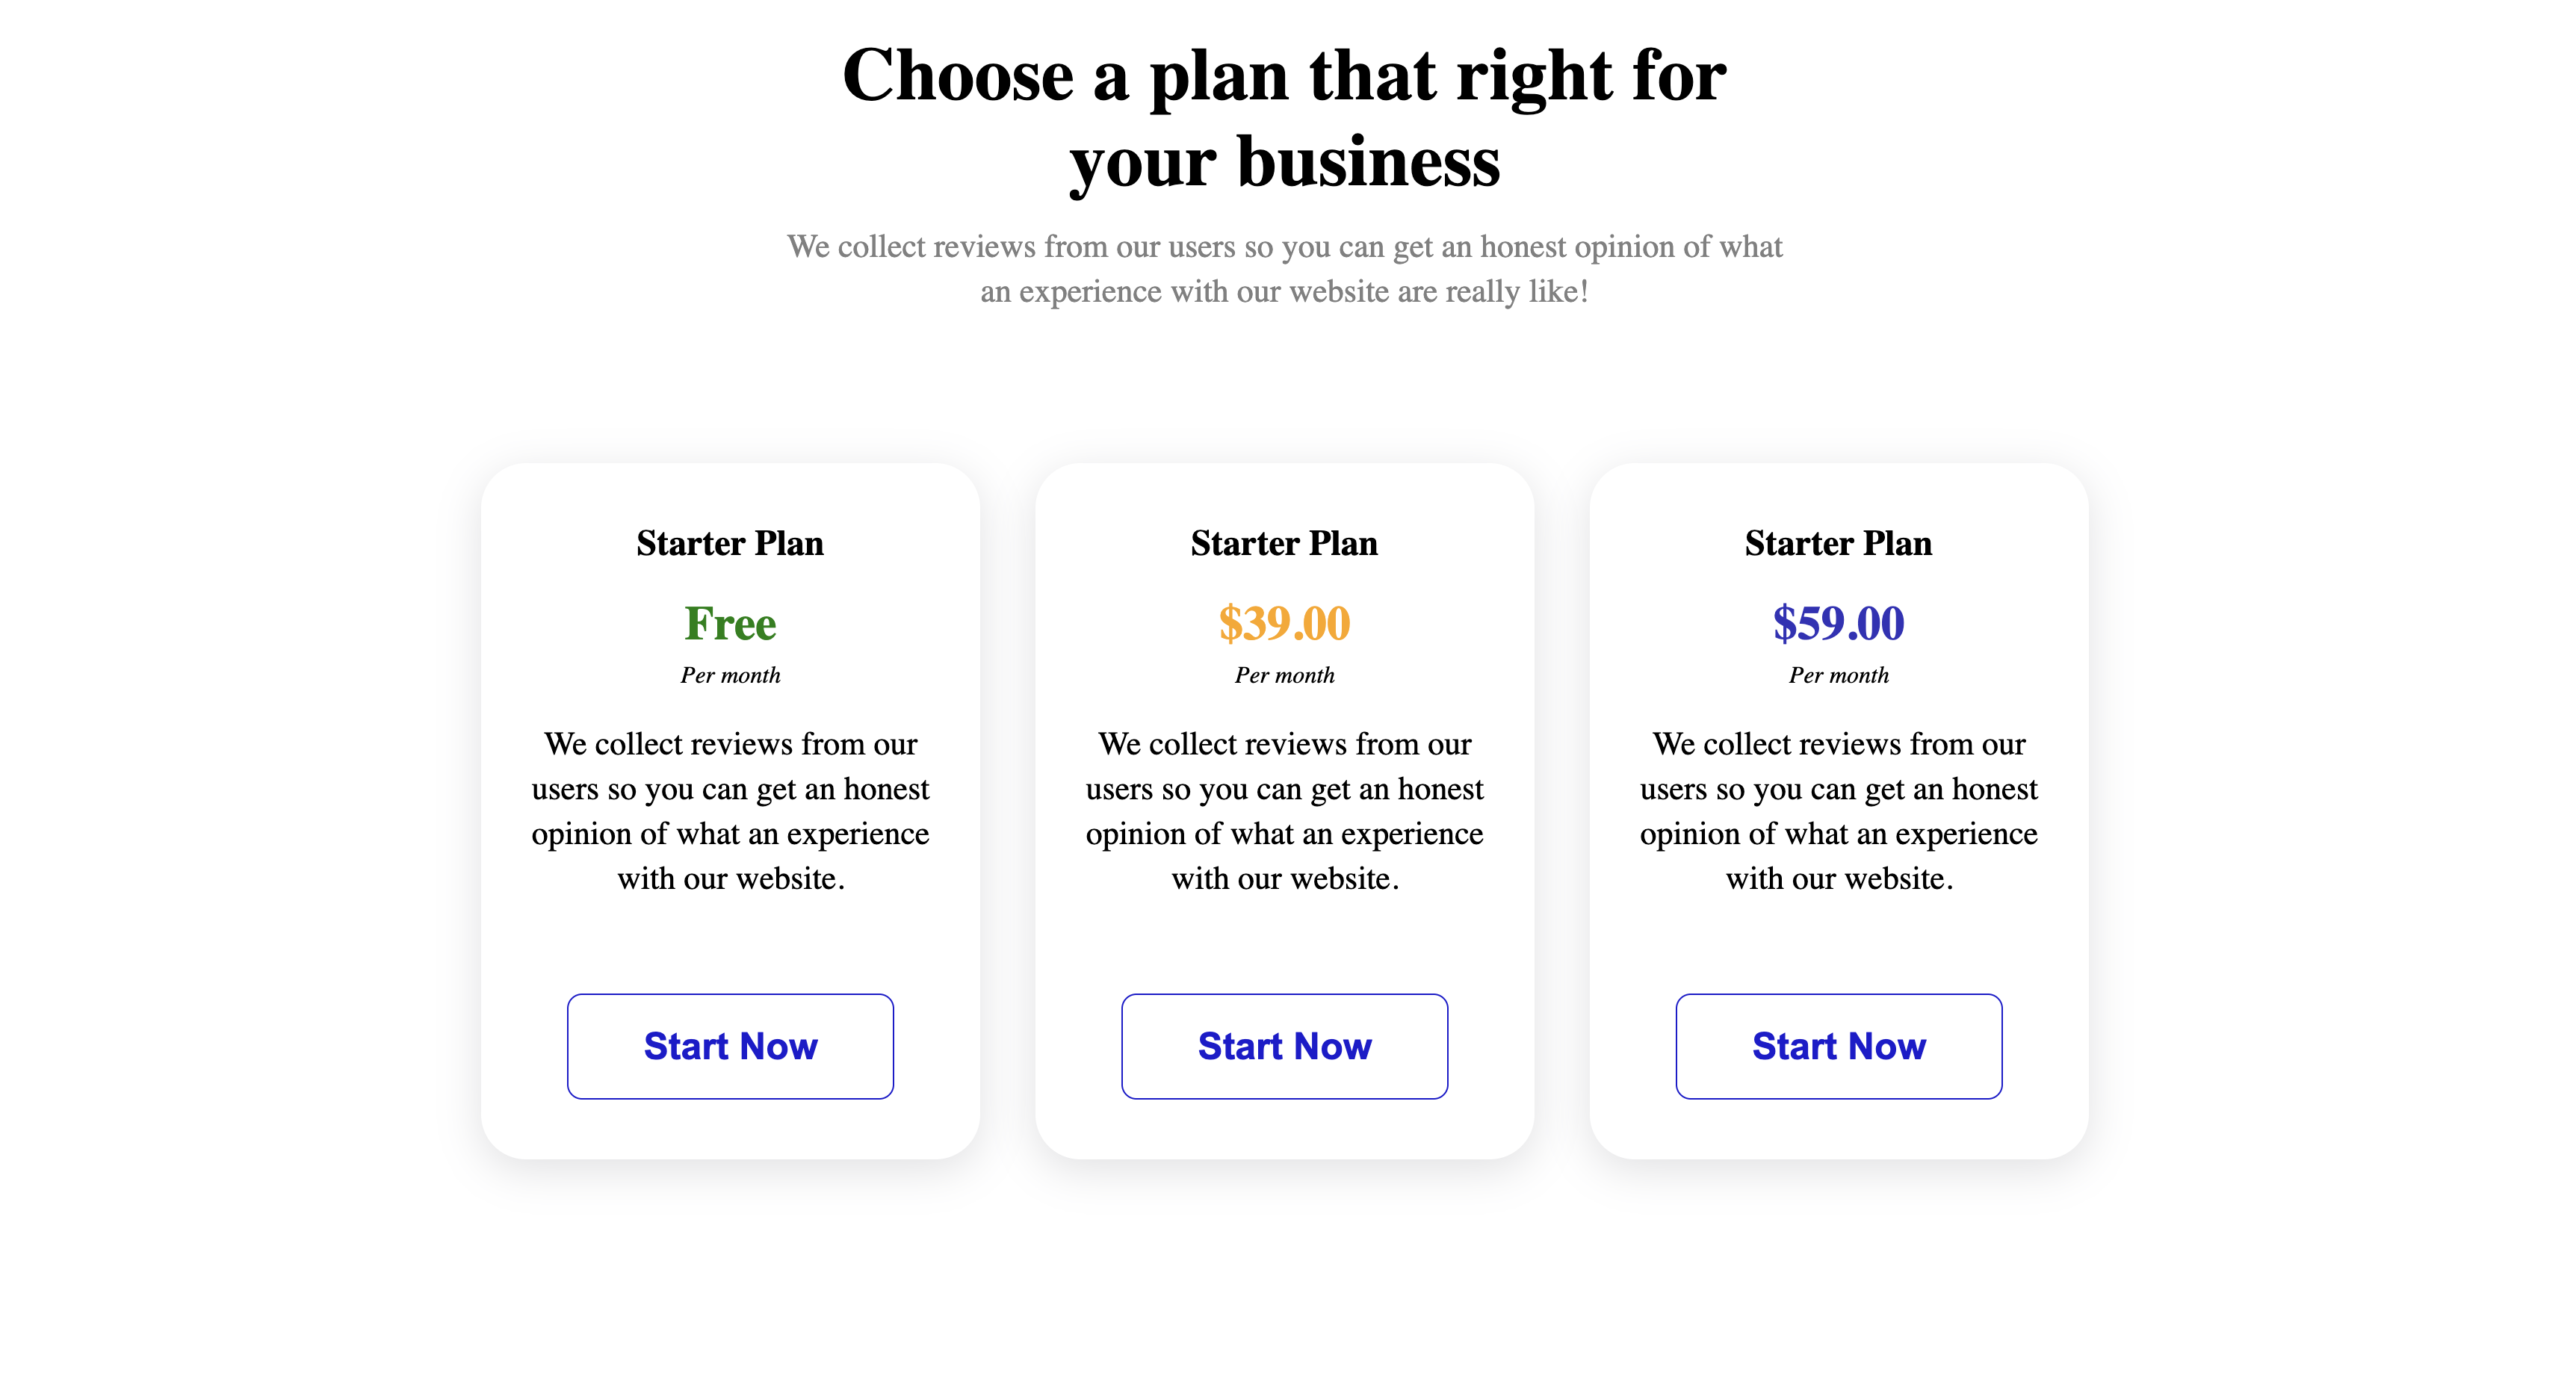 Choose a plan that right for
your business
We collect reviews from our users so you can get an honest opinion of what
an experience with our website are really like!
Starter Plan
Free
Per month
We collect reviews from our
users so you can get an honest
opinion of what an experience
with our website.
Start Now
Starter Plan
$39.00
Per month
We collect reviews from our
users so you can get an honest
opinion of what an experience
with our website.
Start Now
Starter Plan
$59.00
Per month
We collect reviews from our
users so you can get an honest
opinion of what an experience
with our website.
Start Now